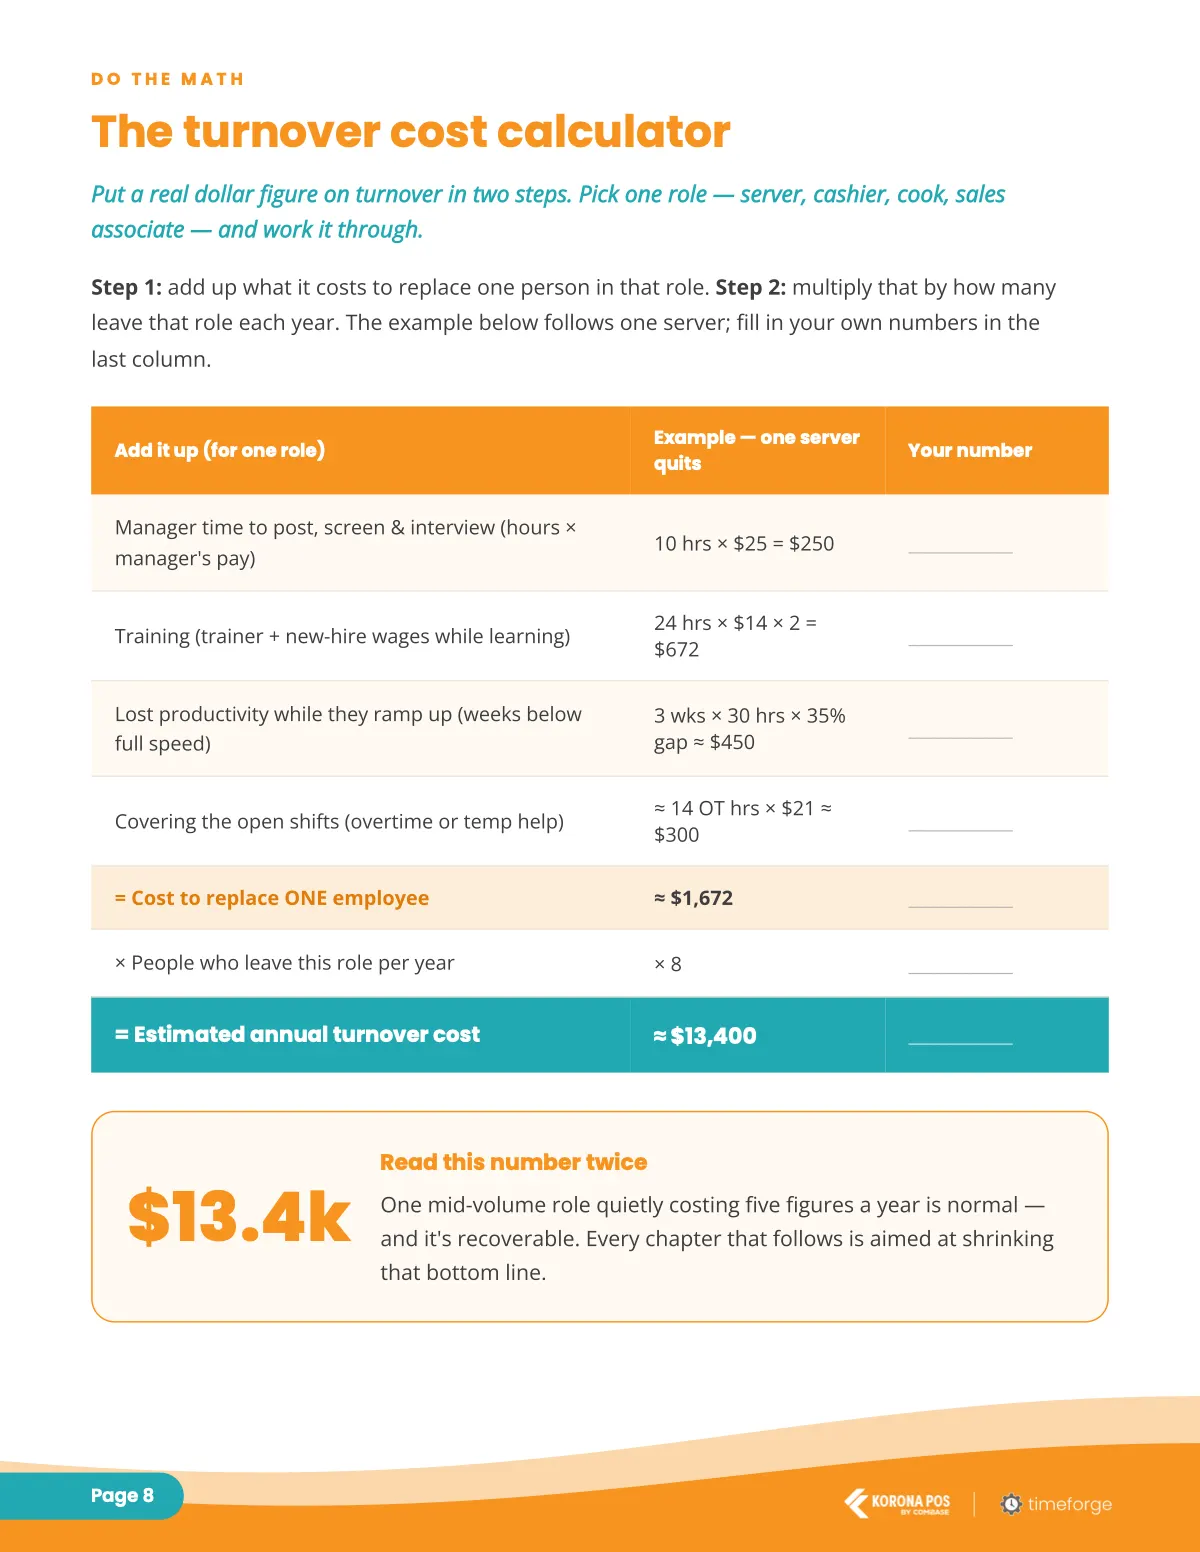 DO THE MATH
The turnover cost calculator
Put a real dollar figure on turnover in two steps. Pick one role — server, cashier, cook, sales
associate — and work it through.
Step 1: add up what it costs to replace one person in that role. Step 2: multiply that by how many
leave that role each year. The example below follows one server; fill in your own numbers in the
last column.
Add it up (for one role)
Example — one server
quits
Your number
Manager time to post, screen & interview (hours ×
manager's pay)
10 hrs × $25 = $250
Training (trainer + new-hire wages while learning)
24 hrs × $14 × 2 =
$672
Lost productivity while they ramp up (weeks below
full speed)
3 wks × 30 hrs × 35%
gap ≈ $450
Covering the open shifts (overtime or temp help)
≈ 14 OT hrs × $21 ≈
$300
= Cost to replace ONE employee
≈ $1,672
× People who leave this role per year
× 8
= Estimated annual turnover cost
≈ $13,400
$13.4k
Read this number twice
One mid-volume role quietly costing five figures a year is normal —
and it's recoverable. Every chapter that follows is aimed at shrinking
that bottom line.
Page 8
KORONA POS
BY COMBASE
timeforge